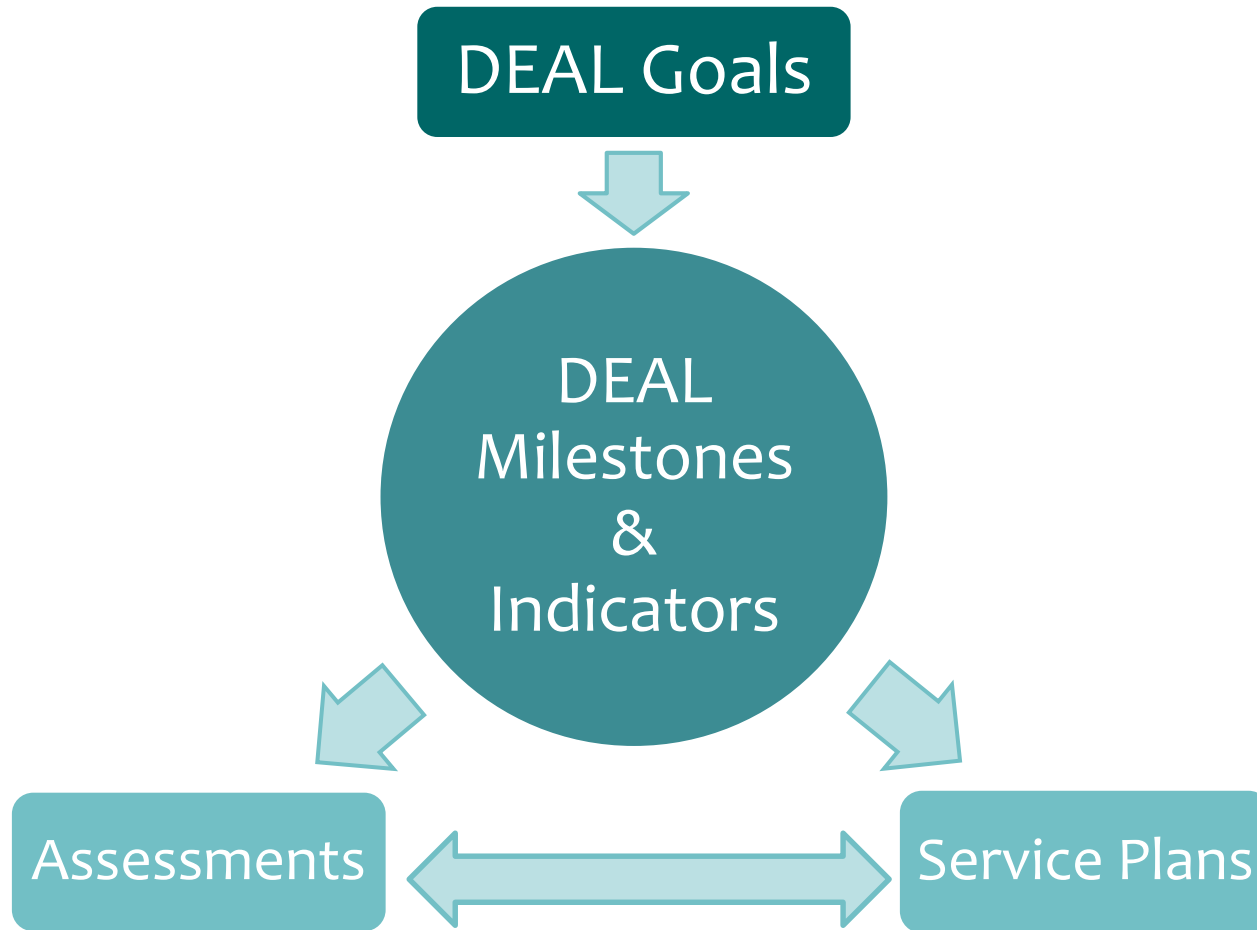 DEAL Goals
DEAL
Milestones
&
Indicators
Assessments
Service Plans